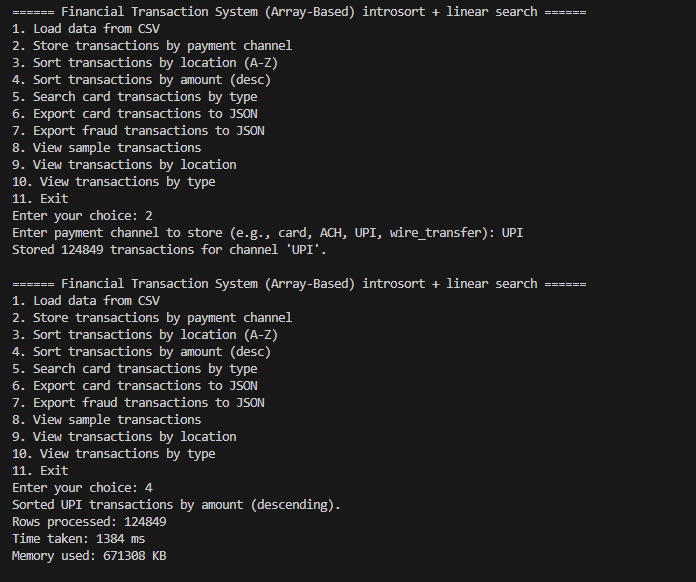 ====== Financial Transaction System (Array-Based) introsort + linear search ======
1. Load data from CSV
2. Store transactions by payment channel
3. Sort transactions by location (A-Z)
4. Sort transactions by amount (desc)
5. Search card transactions by type
6. Export card transactions to JSON
7. Export fraud transactions to JSON
8. View sample transactions
9. View transactions by location
10. View transactions by type
11. Exit
Enter your choice: 2
Enter payment channel to store (e.g., card, ACH, UPI, wire_transfer): UPI
Stored 124849 transactions for channel 'UPI'.

====== Financial Transaction System (Array-Based) introsort + linear search ======
1. Load data from CSV
2. Store transactions by payment channel
3. Sort transactions by location (A-Z)
4. Sort transactions by amount (desc)
5. Search card transactions by type
6. Export card transactions to JSON
7. Export fraud transactions to JSON
8. View sample transactions
9. View transactions by location
10. View transactions by type
11. Exit
Enter your choice: 4
Sorted UPI transactions by amount (descending).
Rows processed: 124849
Time taken: 1384 ms
Memory used: 671308 KB